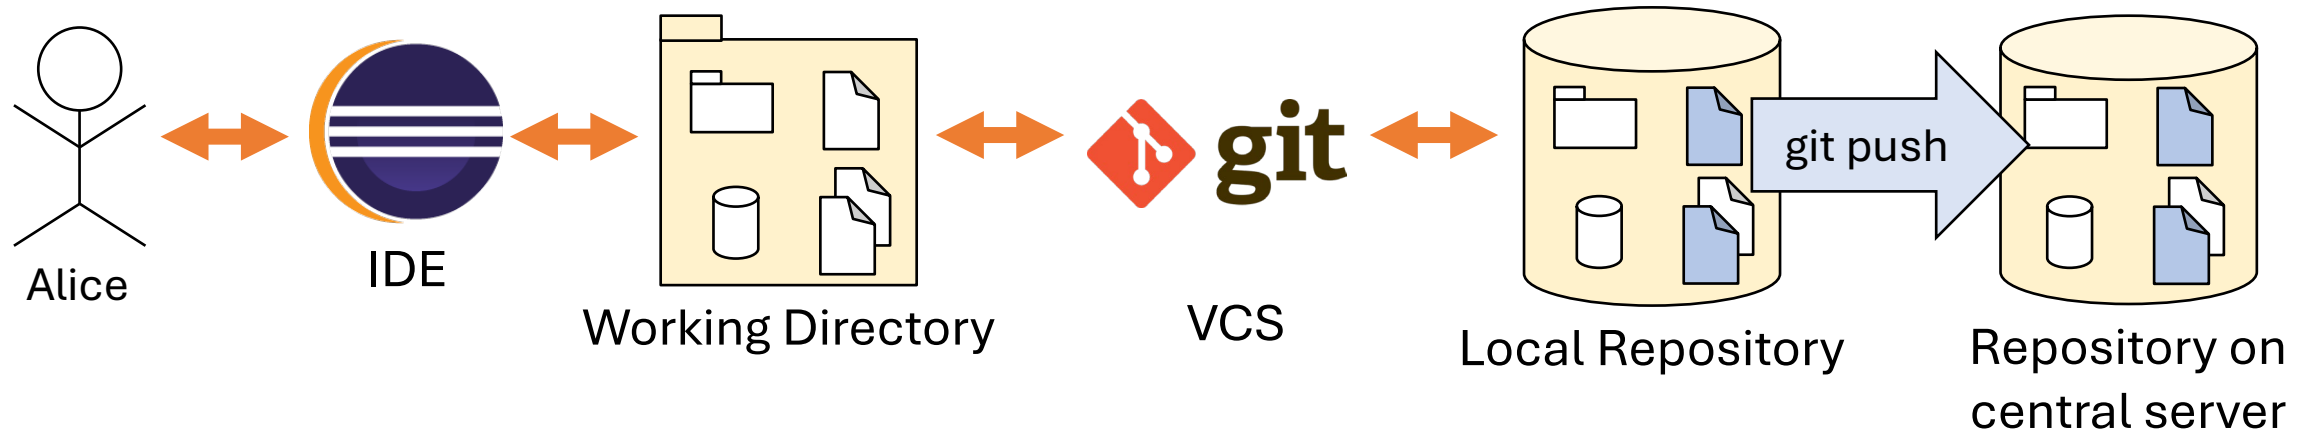 Alice
IDE
Working Directory
git
VCS
Local Repository
git push
Repository on
central server